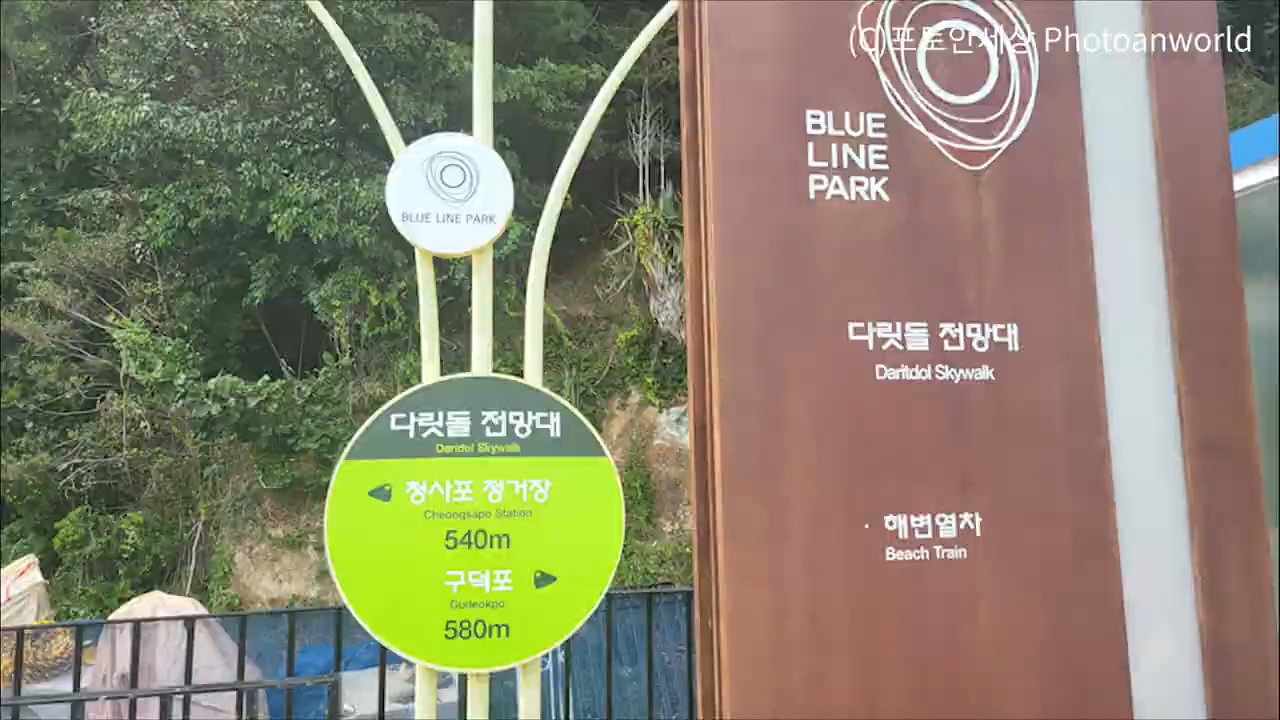 (C)포토안세상 Photoanworld
BLUE LINE PARK
다릿돌 전망대
Daritdol Skywalk
청사포 정거장
Cheongsapo Station
540m
구덕포
Gudeokpo
580m
BLUE
LINE
PARK
다릿돌 전망대
Daritdol Skywalk
해변열차
Beach Train